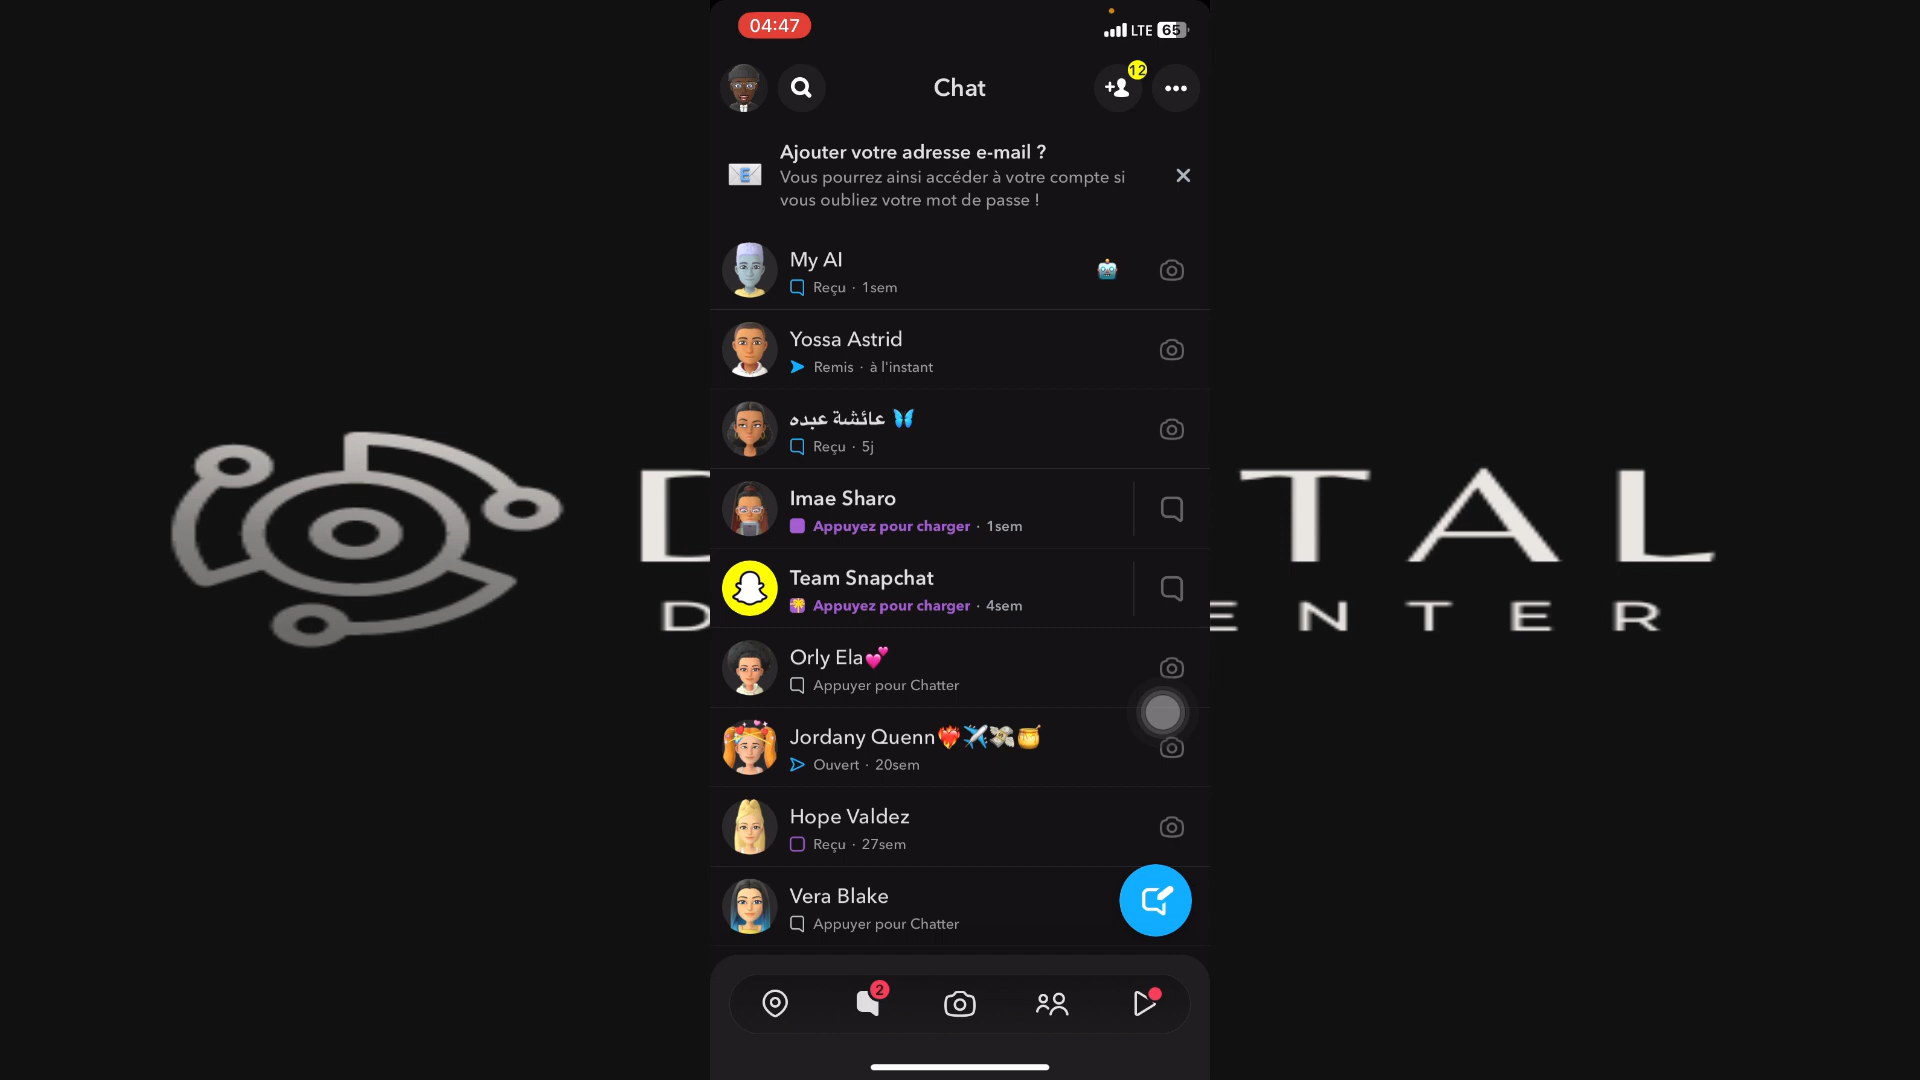 04:47
LTE 65
Chat
12
Ajouter votre adresse e-mail ?
Vous pourrez ainsi accéder à votre compte si
vous oubliez votre mot de passe !
My AI
Reçu · 1sem
Yossa Astrid
Remis · à l'instant
عائشة عبده 🦋
Reçu · 5j
Imae Sharo
Appuyez pour charger · 1sem
Team Snapchat
Appuyez pour charger · 4sem
Orly Ela💕
Appuyer pour Chatter
Jordany Quenn❤️‍🔥✈️💸🍯
Ouvert · 20sem
Hope Valdez
Reçu · 27sem
Vera Blake
Appuyer pour Chatter
2
D TAL
D ENTER